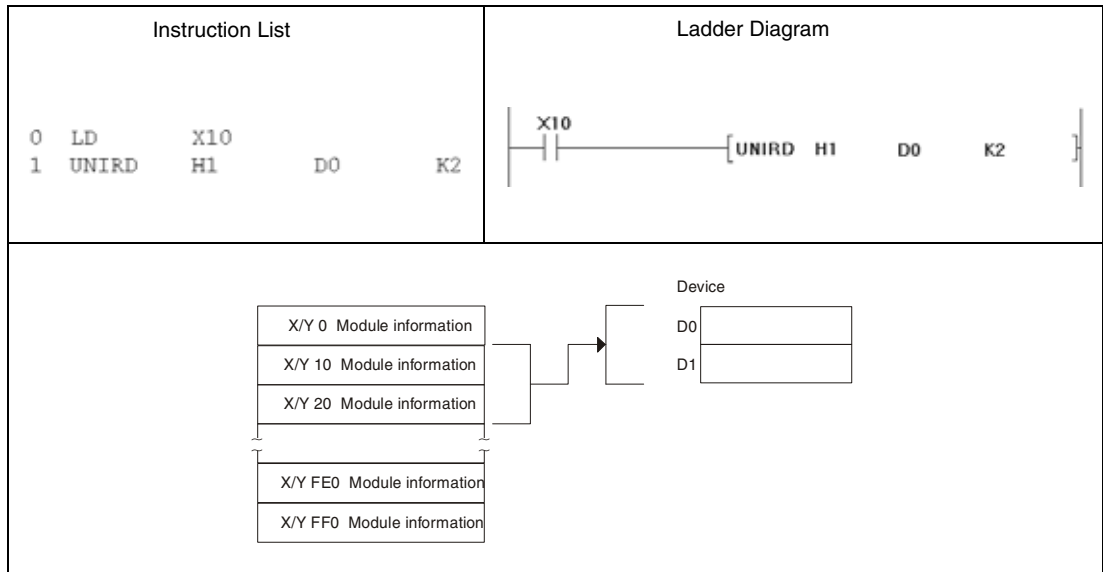 Instruction List
Ladder Diagram
0 LD X10
1 UNIRD H1 D0 K2
X10
UNIRD H1 D0 K2
Device
X/Y 0 Module information
X/Y 10 Module information
X/Y 20 Module information
X/Y FE0 Module information
X/Y FF0 Module information
D0
D1